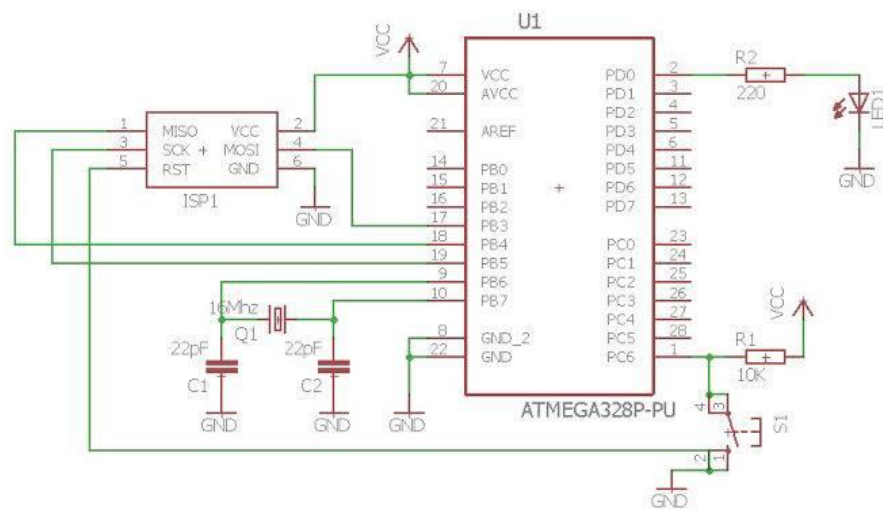 U1
VCC
7
VCC
20
AVCC
21
AREF
14
PB0
15
PB1
16
PB2
17
PB3
18
PB4
19
PB5
9
PB6
10
PB7
8
GND_2
22
GND
PD0
2
PD1
3
PD2
4
PD3
5
PD4
6
PD5
11
PD6
12
PD7
13
PC0
23
PC1
24
PC2
25
PC3
26
PC4
27
PC5
28
PC6
1
ATMEGA328P-PU
1
MISO
VCC
2
3
SCK
MOSI
4
5
RST
GND
6
ISP1
GND
R2
220
LED1
GND
16Mhz
Q1
22pF
C1
GND
22pF
C2
GND
GND
VCC
R1
10K
4
3
S1
2
1
GND